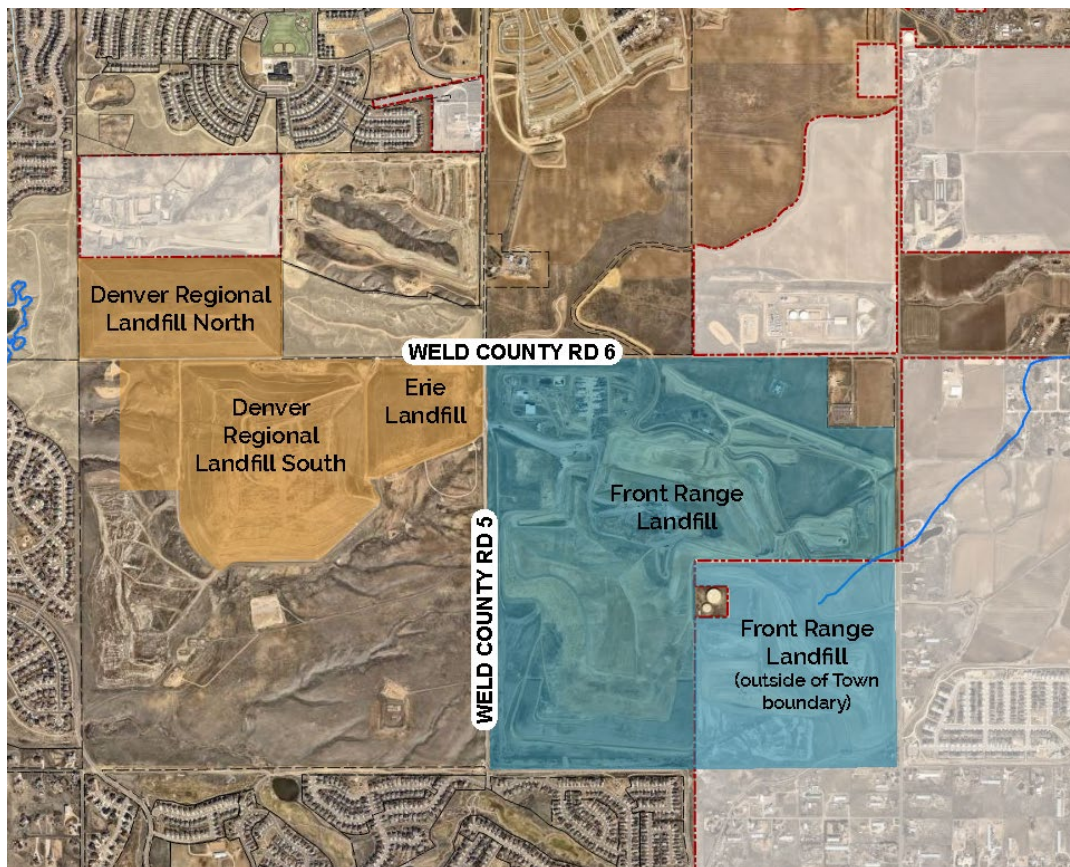 Denver Regional
Landfill North
WELD COUNTY RD 6
Erie
Landfill
Denver
Regional
Landfill South
Front Range
Landfill
WELD COUNTY RD 5
Front Range
Landfill
(outside of Town
boundary)